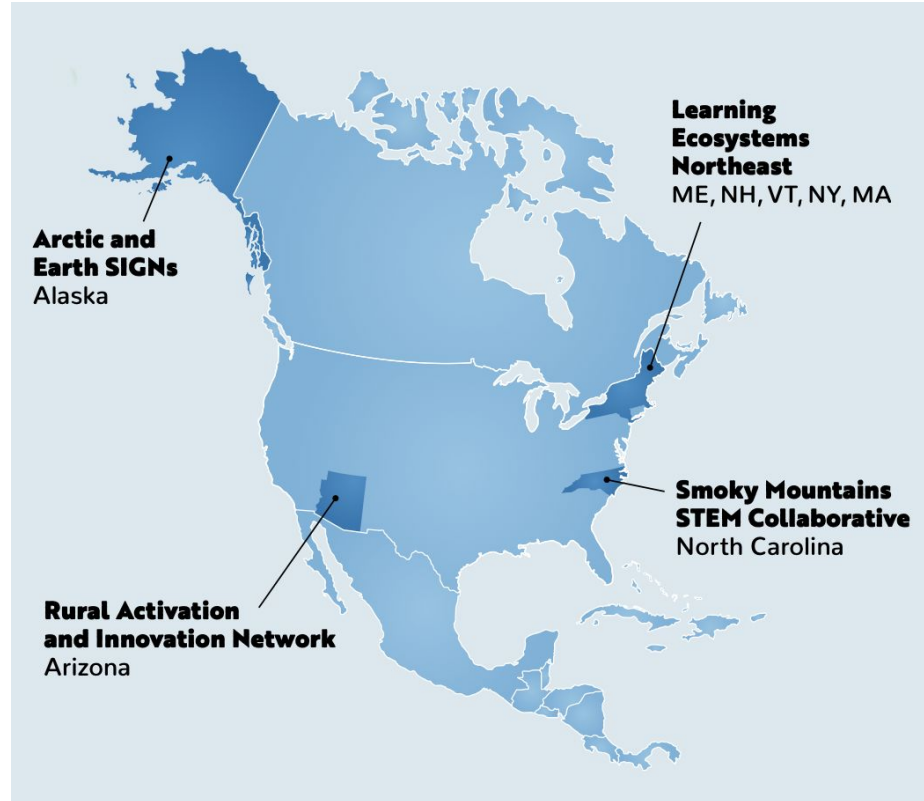 Learning
Ecosystems
Northeast
ME, NH, VT, NY, MA
Arctic and
Earth SIGNs
Alaska
Smoky Mountains
STEM Collaborative
North Carolina
Rural Activation
and Innovation Network
Arizona